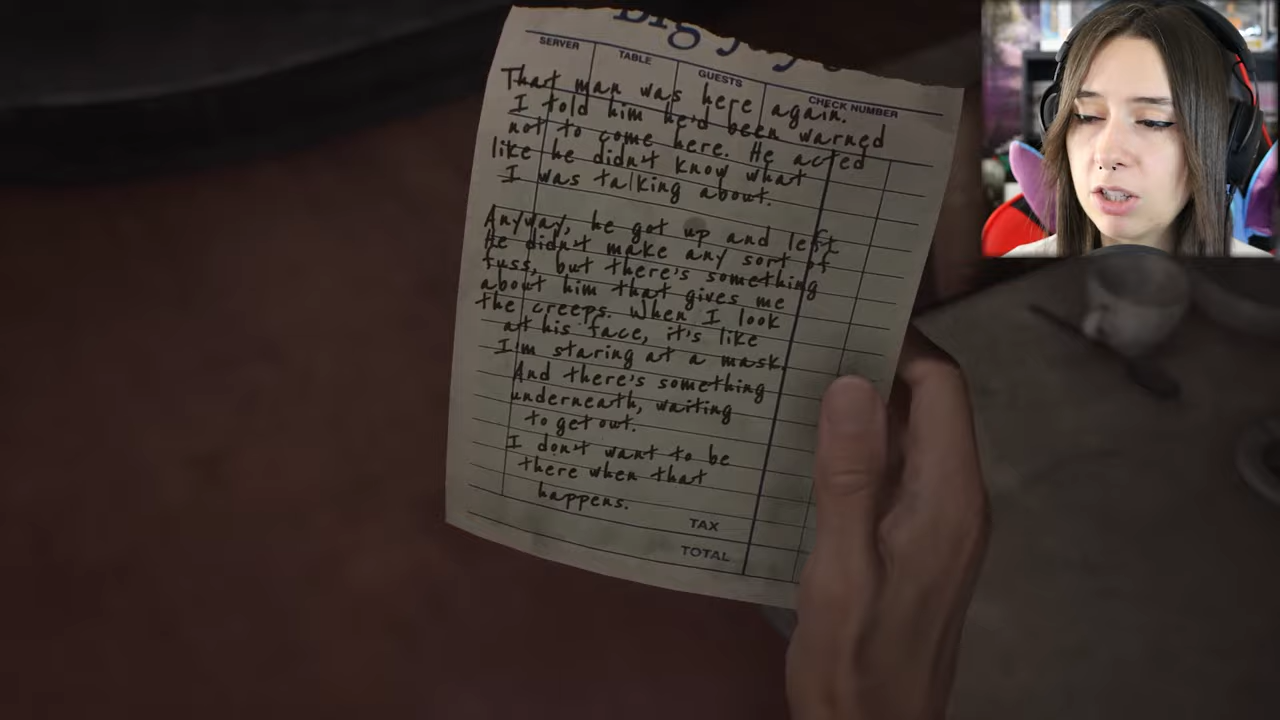 Big Jay's
SERVER TABLE GUESTS CHECK NUMBER
That man was here again.
I told him he'd been warned
not to come here. He acted
like he didn't know what
I was talking about.
Anyway, he got up and left
He didn't make any sort of
fuss, but there's something
about him that gives me
the creeps. When I look
at his face, it's like
I'm staring at a mask.
And there's something
underneath, waiting
to get out.
I don't want to be
there when that
happens.
TAX
TOTAL